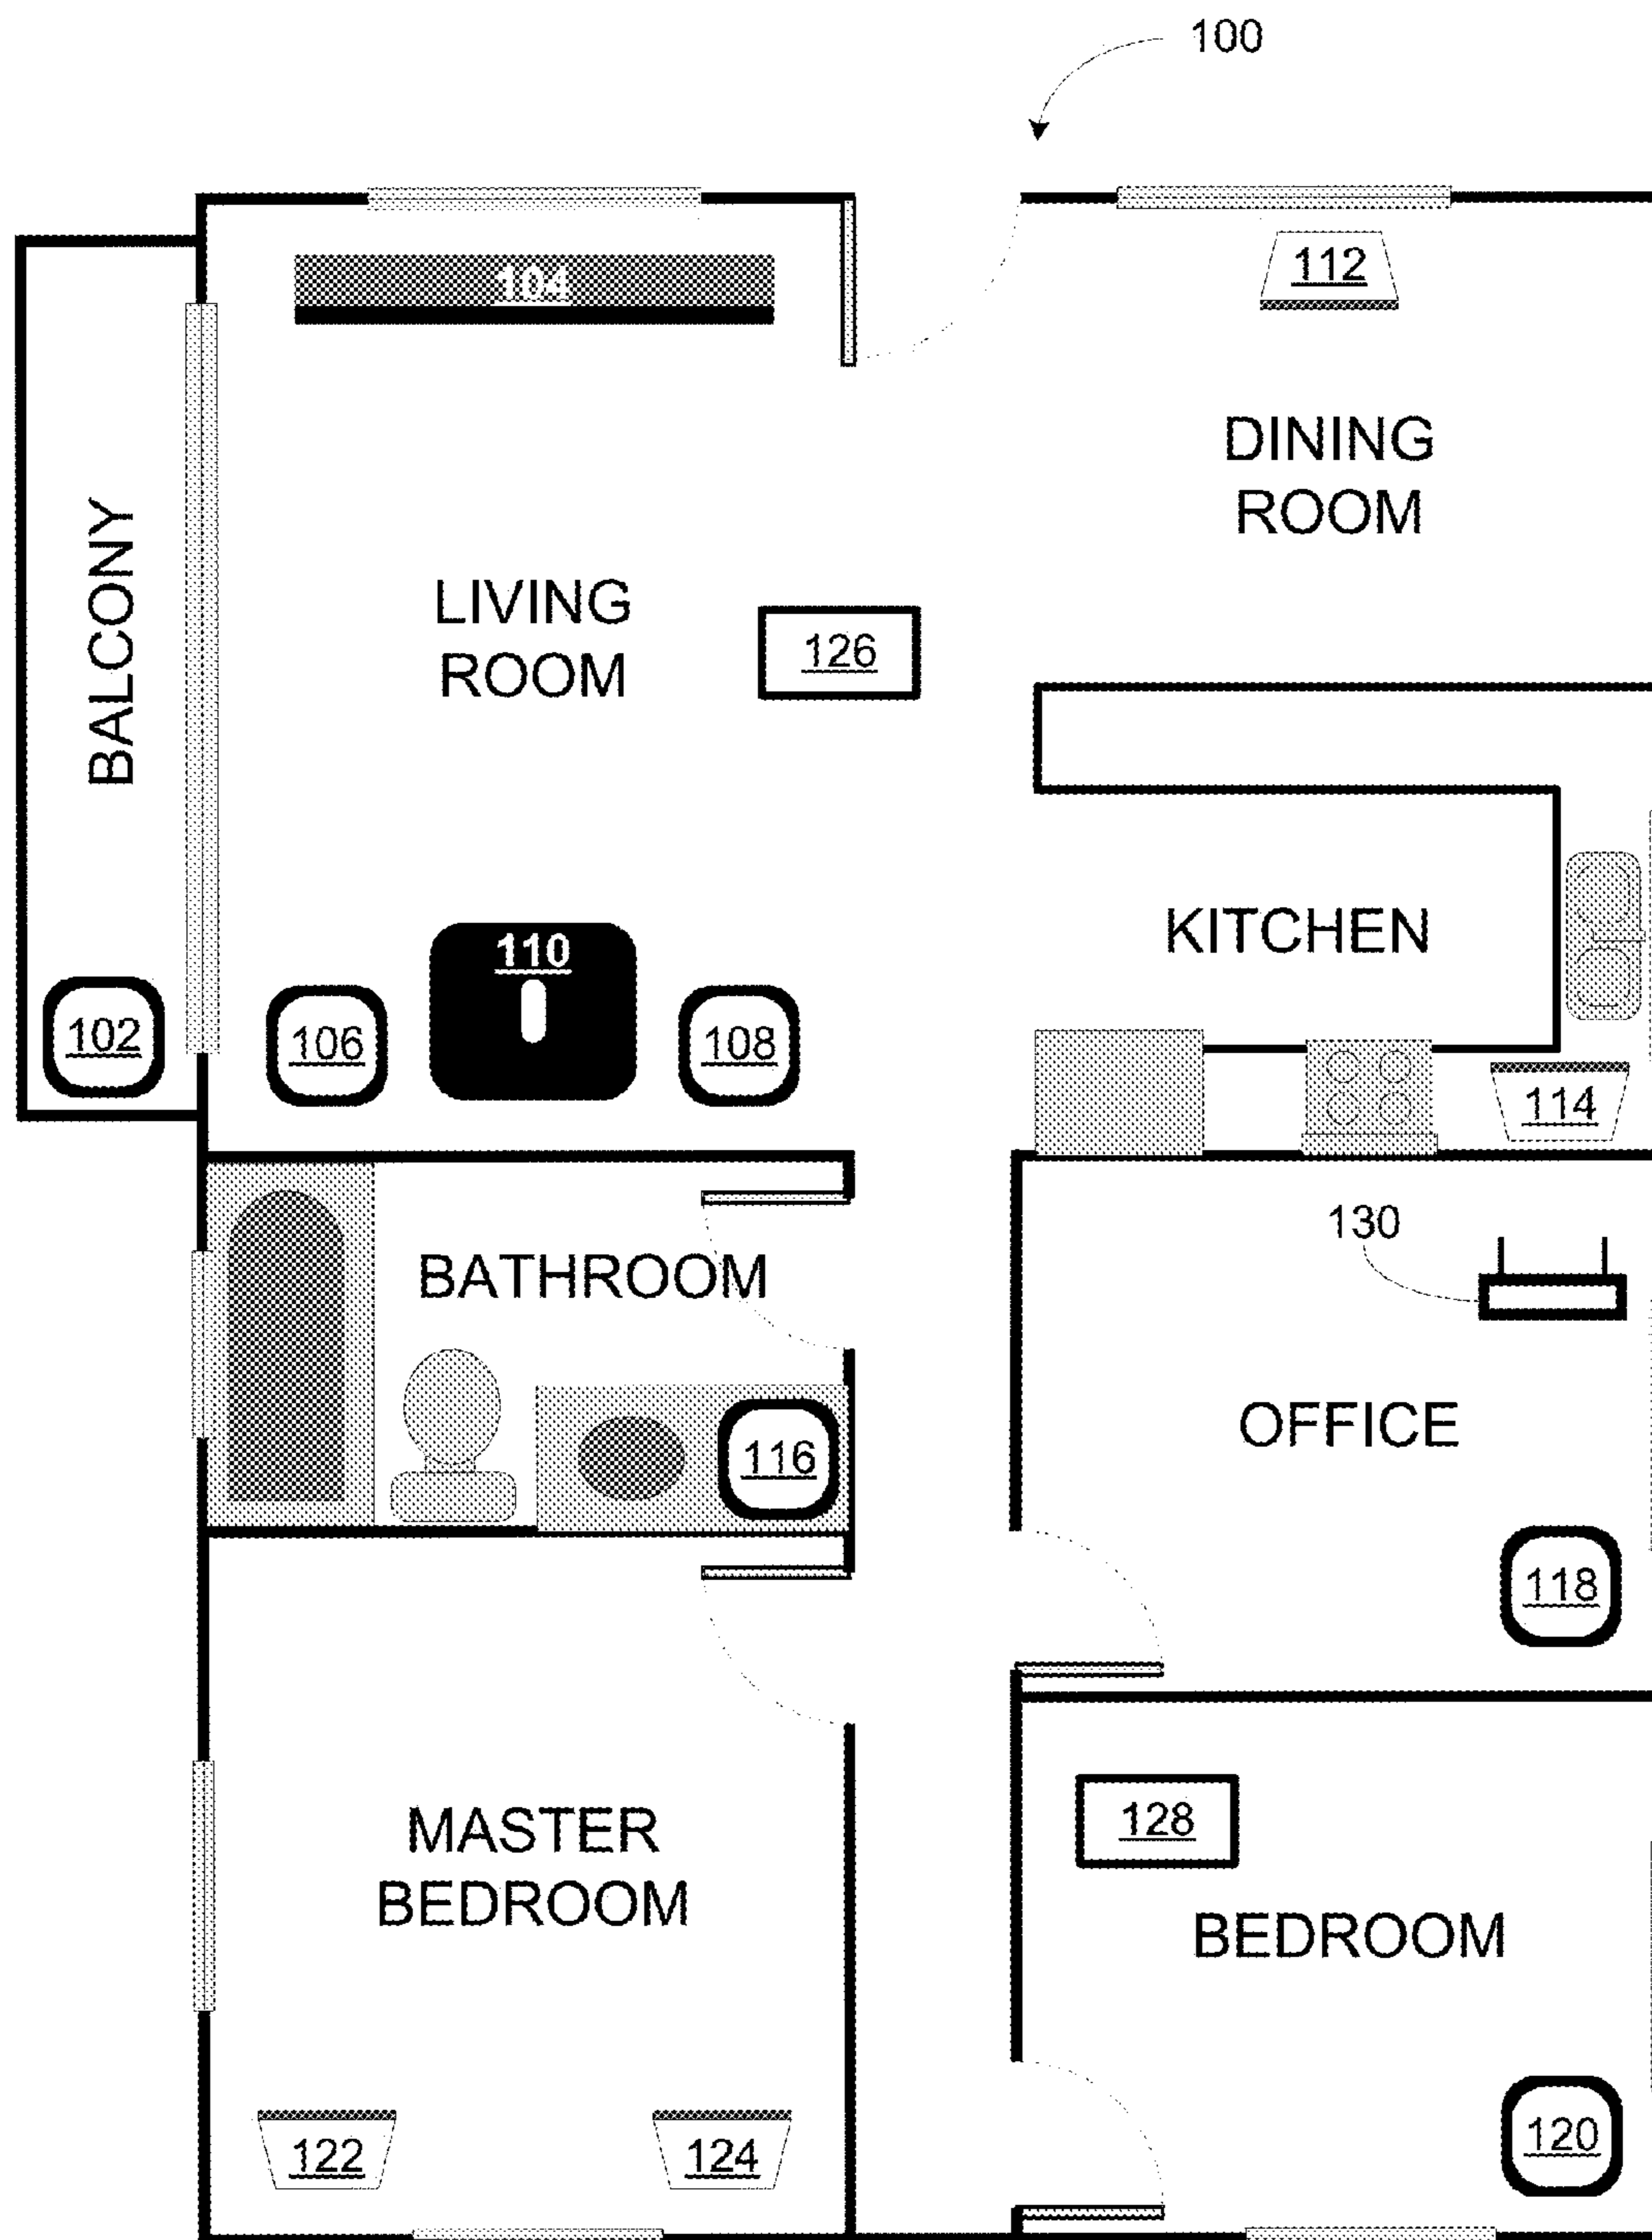 100
104
112
DINING
ROOM
BALCONY
LIVING
ROOM
126
KITCHEN
110
102
106
108
114
130
BATHROOM
OFFICE
116
118
128
MASTER
BEDROOM
BEDROOM
120
122
124